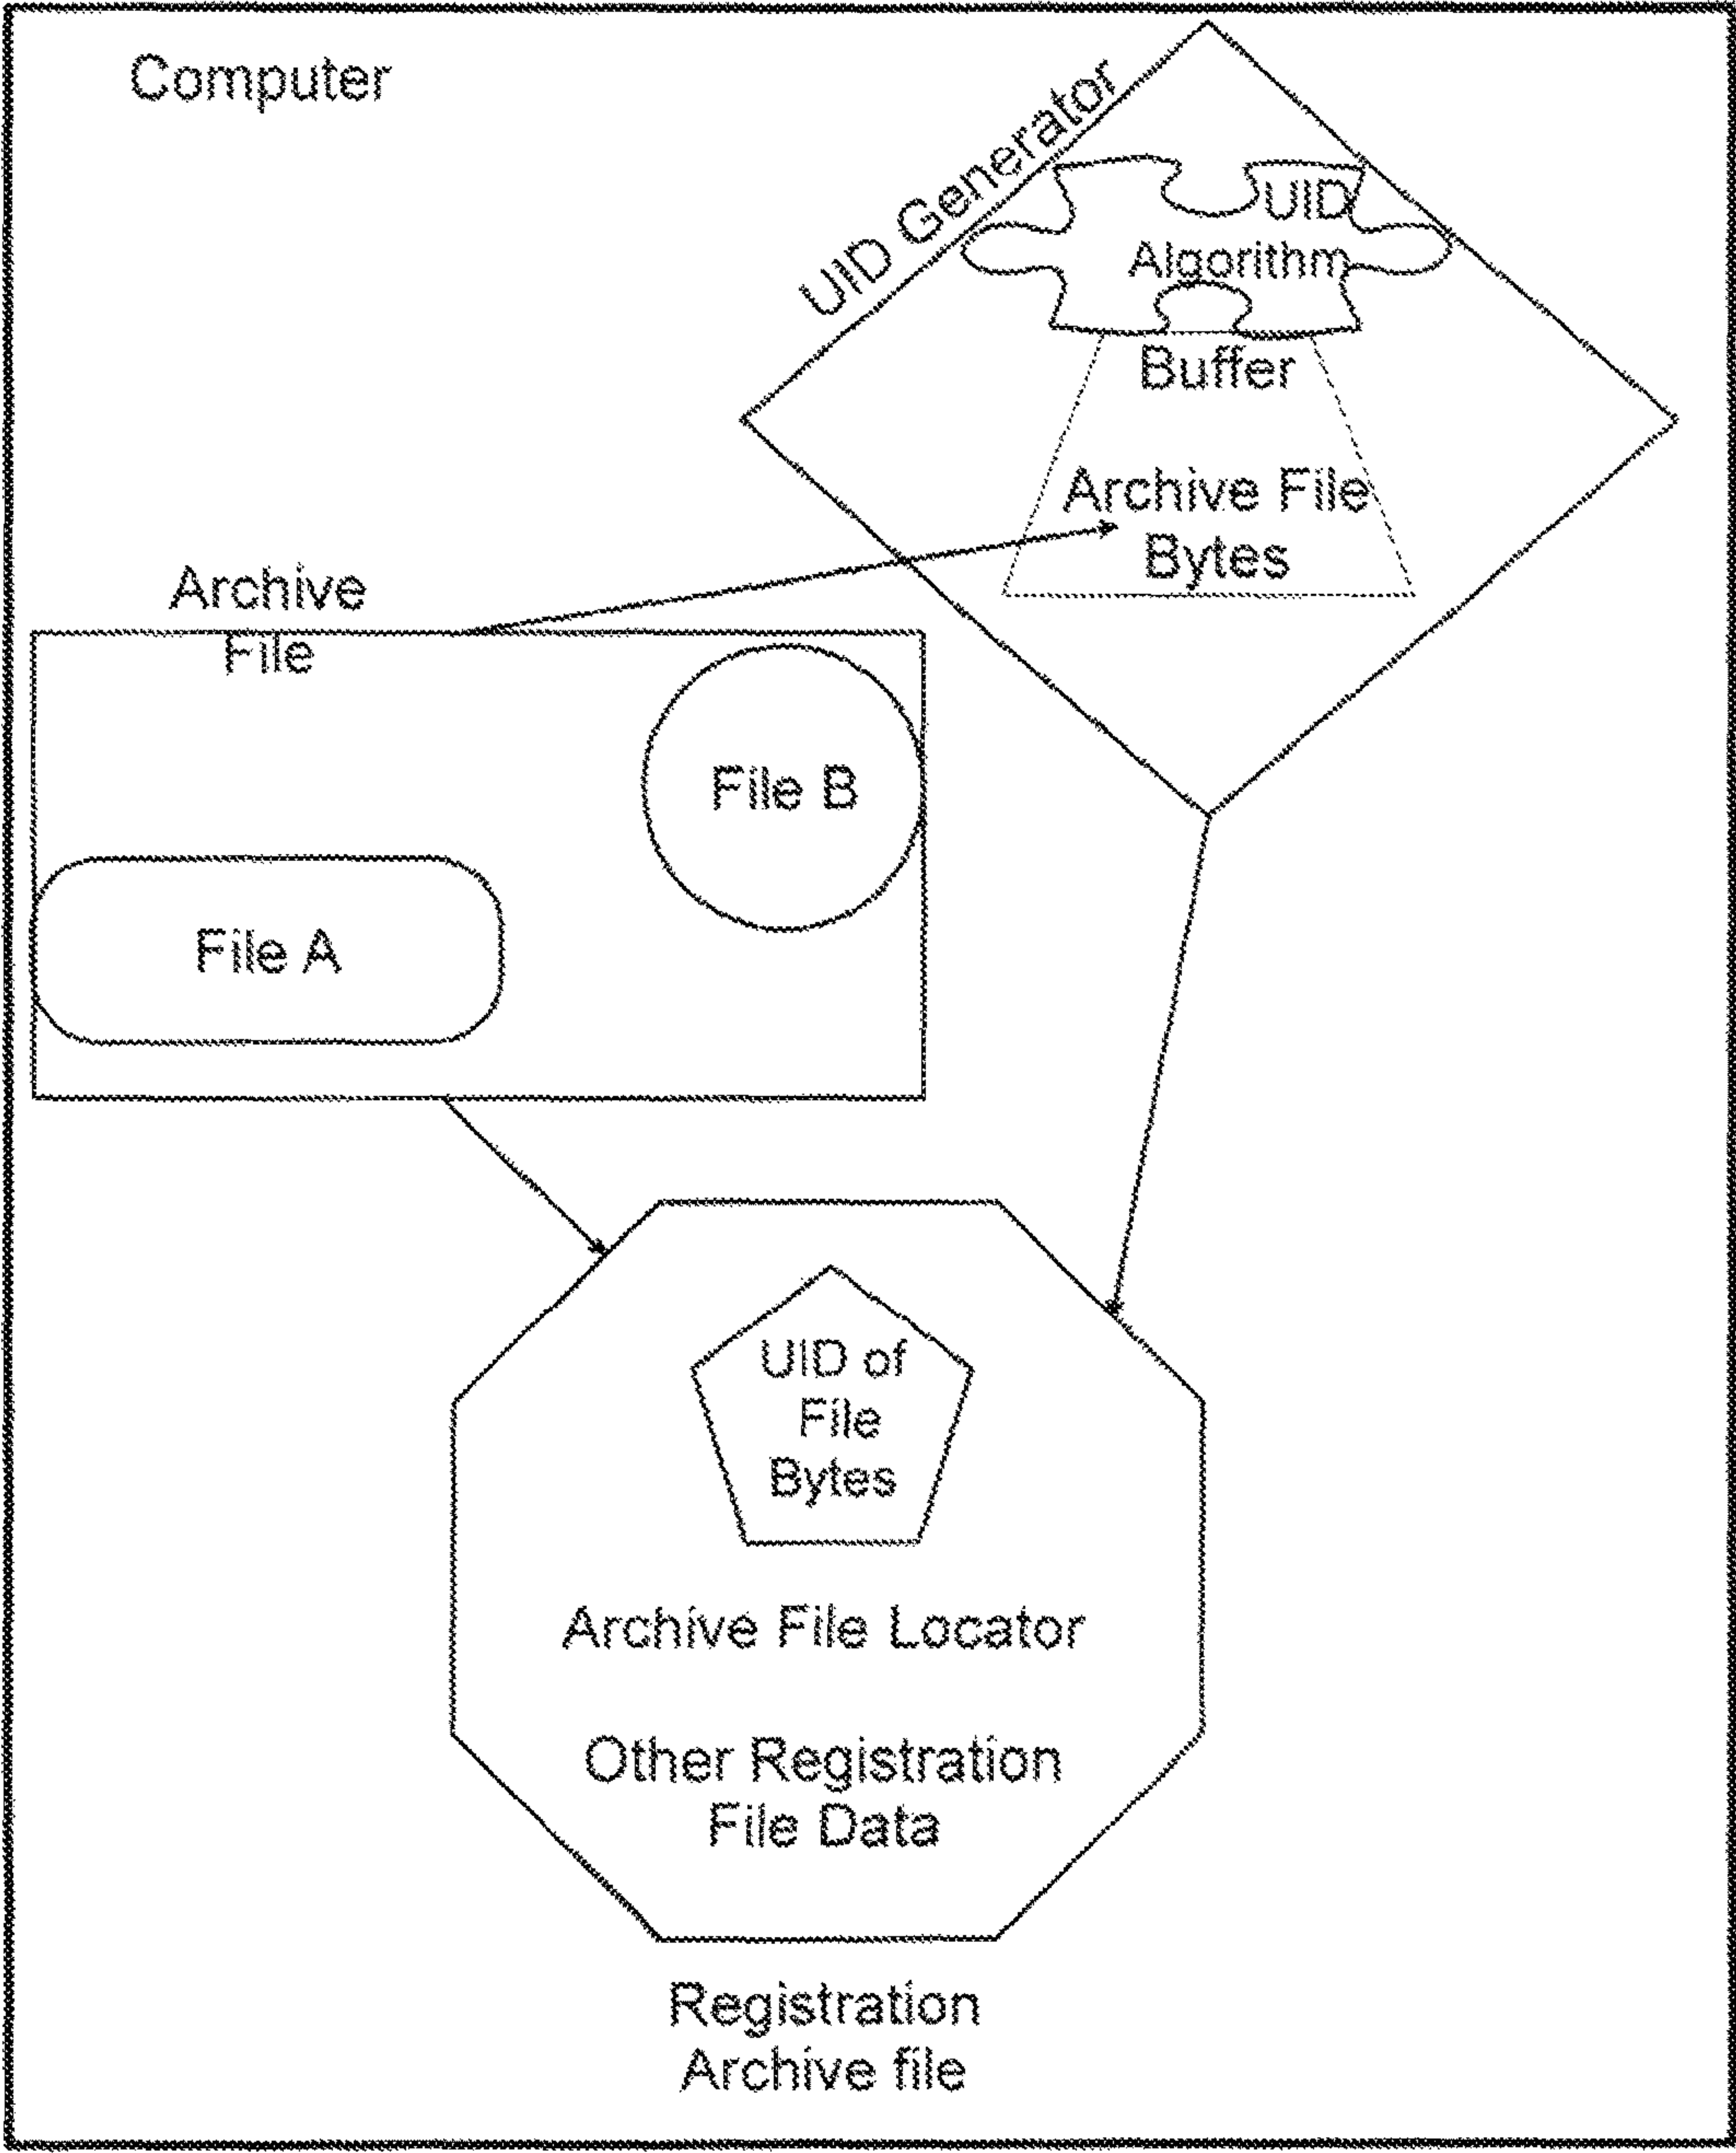 Computer
UID Generator
UID
Algorithm
Buffer
Archive File
Bytes
Archive
File
File B
File A
UID of
File
Bytes
Archive File Locator
Other Registration
File Data
Registration
Archive file